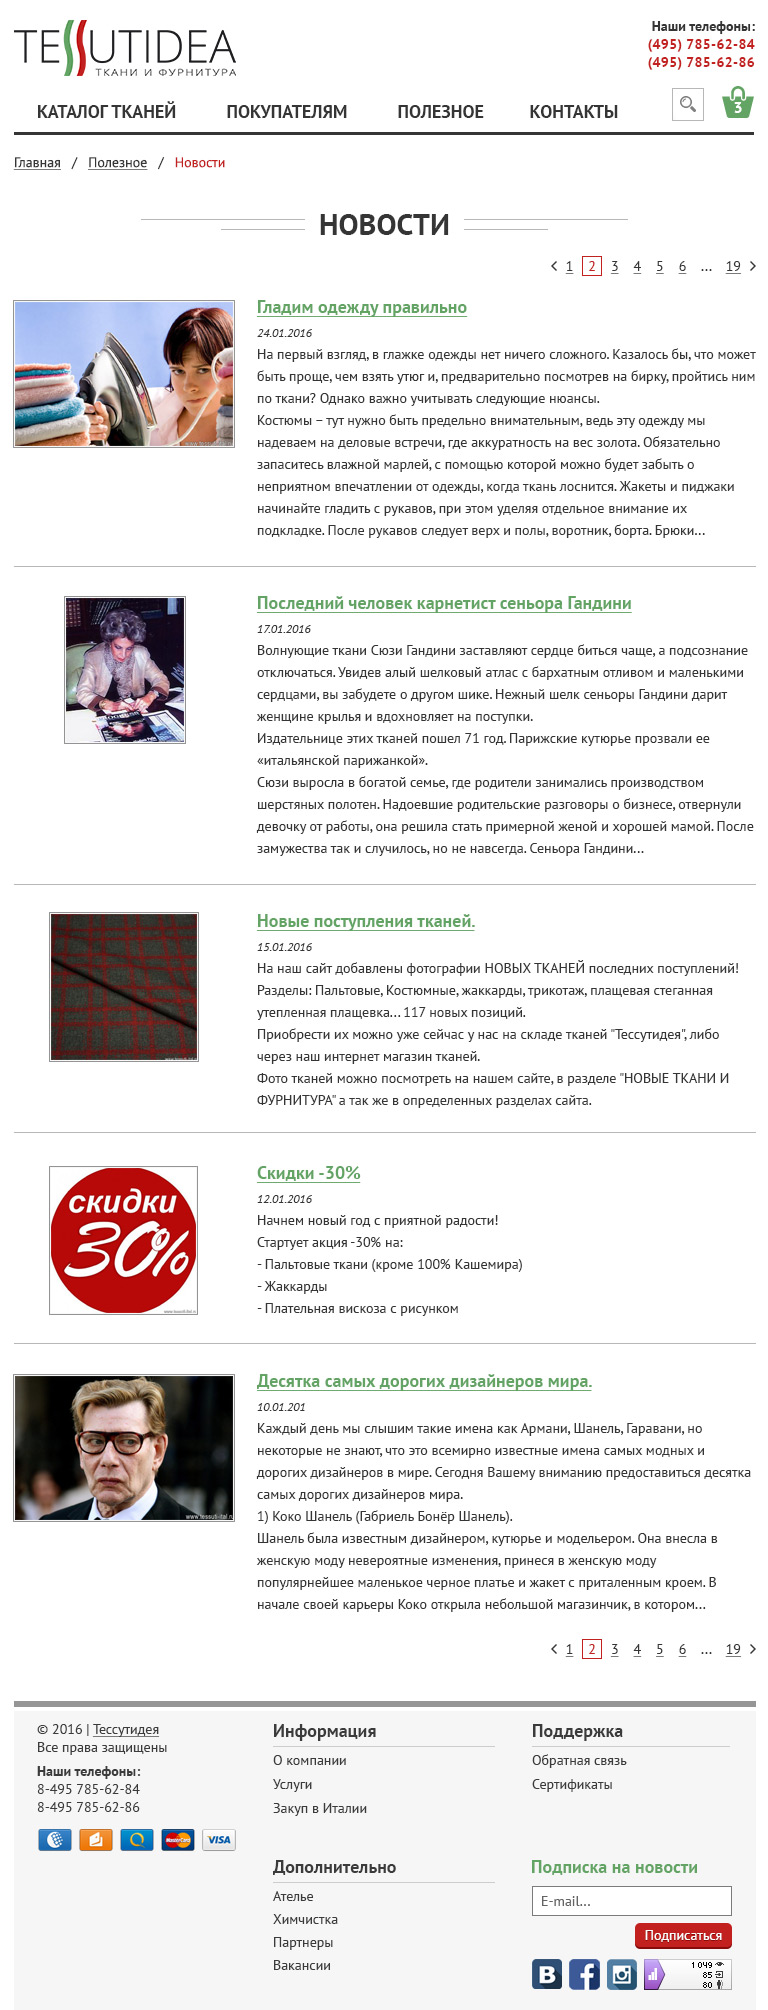 TESSUTIDEA
ТКАНИ И ФУРНИТУРА
Наши телефоны:
(495) 785-62-84
(495) 785-62-86
КАТАЛОГ ТКАНЕЙ ПОКУПАТЕЛЯМ ПОЛЕЗНОЕ КОНТАКТЫ 3
Главная / Полезное / Новости
НОВОСТИ
1 2 3 4 5 6 ... 19
Гладим одежду правильно
24.01.2016
На первый взгляд, в глажке одежды нет ничего сложного. Казалось бы, что может
быть проще, чем взять утюг и, предварительно посмотрев на бирку, пройтись ним
по ткани? Однако важно учитывать следующие нюансы.
Костюмы – тут нужно быть предельно внимательным, ведь эту одежду мы
надеваем на деловые встречи, где аккуратность на вес золота. Обязательно
запаситесь влажной марлей, с помощью которой можно будет забыть о
неприятном впечатлении от одежды, когда ткань лоснится. Жакеты и пиджаки
начинайте гладить с рукавов, при этом уделяя отдельное внимание их
подкладке. После рукавов следует верх и полы, воротник, борта. Брюки...
Последний человек карнетист сеньора Гандини
17.01.2016
Волнующие ткани Сюзи Гандини заставляют сердце биться чаще, а подсознание
отключаться. Увидев алый шелковый атлас с бархатным отливом и маленькими
сердцами, вы забудете о другом шике. Нежный шелк сеньоры Гандини дарит
женщине крылья и вдохновляет на поступки.
Издательнице этих тканей пошел 71 год. Парижские кутюрье прозвали ее
«итальянской парижанкой».
Сюзи выросла в богатой семье, где родители занимались производством
шерстяных полотен. Надоевшие родительские разговоры о бизнесе, отвернули
девочку от работы, она решила стать примерной женой и хорошей мамой. После
замужества так и случилось, но не навсегда. Сеньора Гандини...
Новые поступления тканей.
15.01.2016
На наш сайт добавлены фотографии НОВЫХ ТКАНЕЙ последних поступлений!
Разделы: Пальтовые, Костюмные, жаккарды, трикотаж, плащевая стеганная
утепленная плащевка... 117 новых позиций.
Приобрести их можно уже сейчас у нас на складе тканей "Тессутидея", либо
через наш интернет магазин тканей.
Фото тканей можно посмотреть на нашем сайте, в разделе "НОВЫЕ ТКАНИ И
ФУРНИТУРА" а так же в определенных разделах сайта.
скидки
30%
Скидки -30%
12.01.2016
Начнем новый год с приятной радости!
Стартует акция -30% на:
- Пальтовые ткани (кроме 100% Кашемира)
- Жаккарды
- Плательная вискоза с рисунком
www.tessuti-ital.ru
Десятка самых дорогих дизайнеров мира.
10.01.201
Каждый день мы слышим такие имена как Армани, Шанель, Гаравани, но
некоторые не знают, что это всемирно известные имена самых модных и
дорогих дизайнеров в мире. Сегодня Вашему вниманию предоставиться десятка
самых дорогих дизайнеров мира.
1) Коко Шанель (Габриель Бонёр Шанель).
Шанель была известным дизайнером, кутюрье и модельером. Она внесла в
женскую моду невероятные изменения, принеся в женскую моду
популярнейшее маленькое черное платье и жакет с приталенным кроем. В
начале своей карьеры Коко открыла небольшой магазинчик, в котором...
1 2 3 4 5 6 ... 19
© 2016 | Тессутидея
Все права защищены
Наши телефоны:
8-495 785-62-84
8-495 785-62-86
MasterCard VISA
Информация
О компании
Услуги
Закуп в Италии
Поддержка
Обратная связь
Сертификаты
Дополнительно
Ателье
Химчистка
Партнеры
Вакансии
Подписка на новости
E-mail...
Подписаться
B f
1 049
85
80